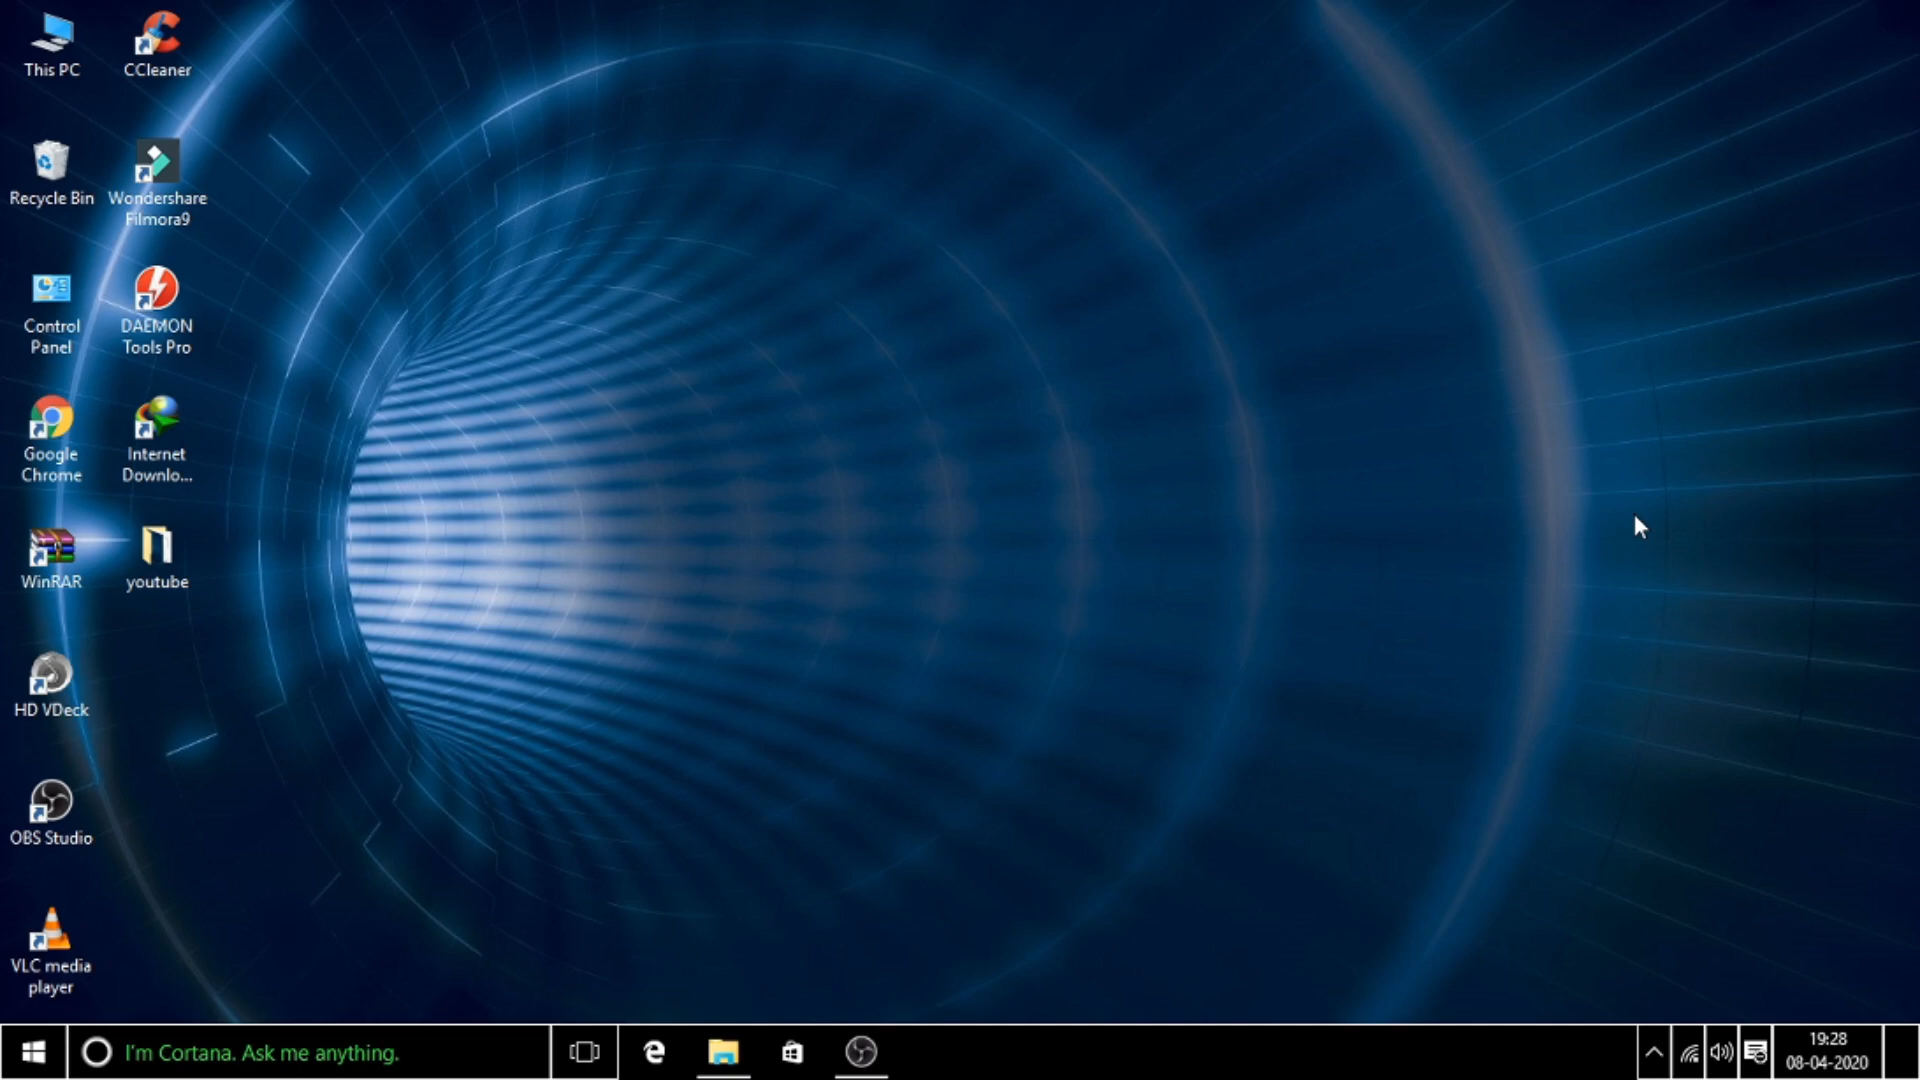 This PC
CCleaner
Recycle Bin
Wondershare
Filmora9
Control
Panel
DAEMON
Tools Pro
Google
Chrome
Internet
Downlo...
WinRAR
youtube
HD VDeck
OBS Studio
VLC media
player
I'm Cortana. Ask me anything.
19:28
08-04-2020